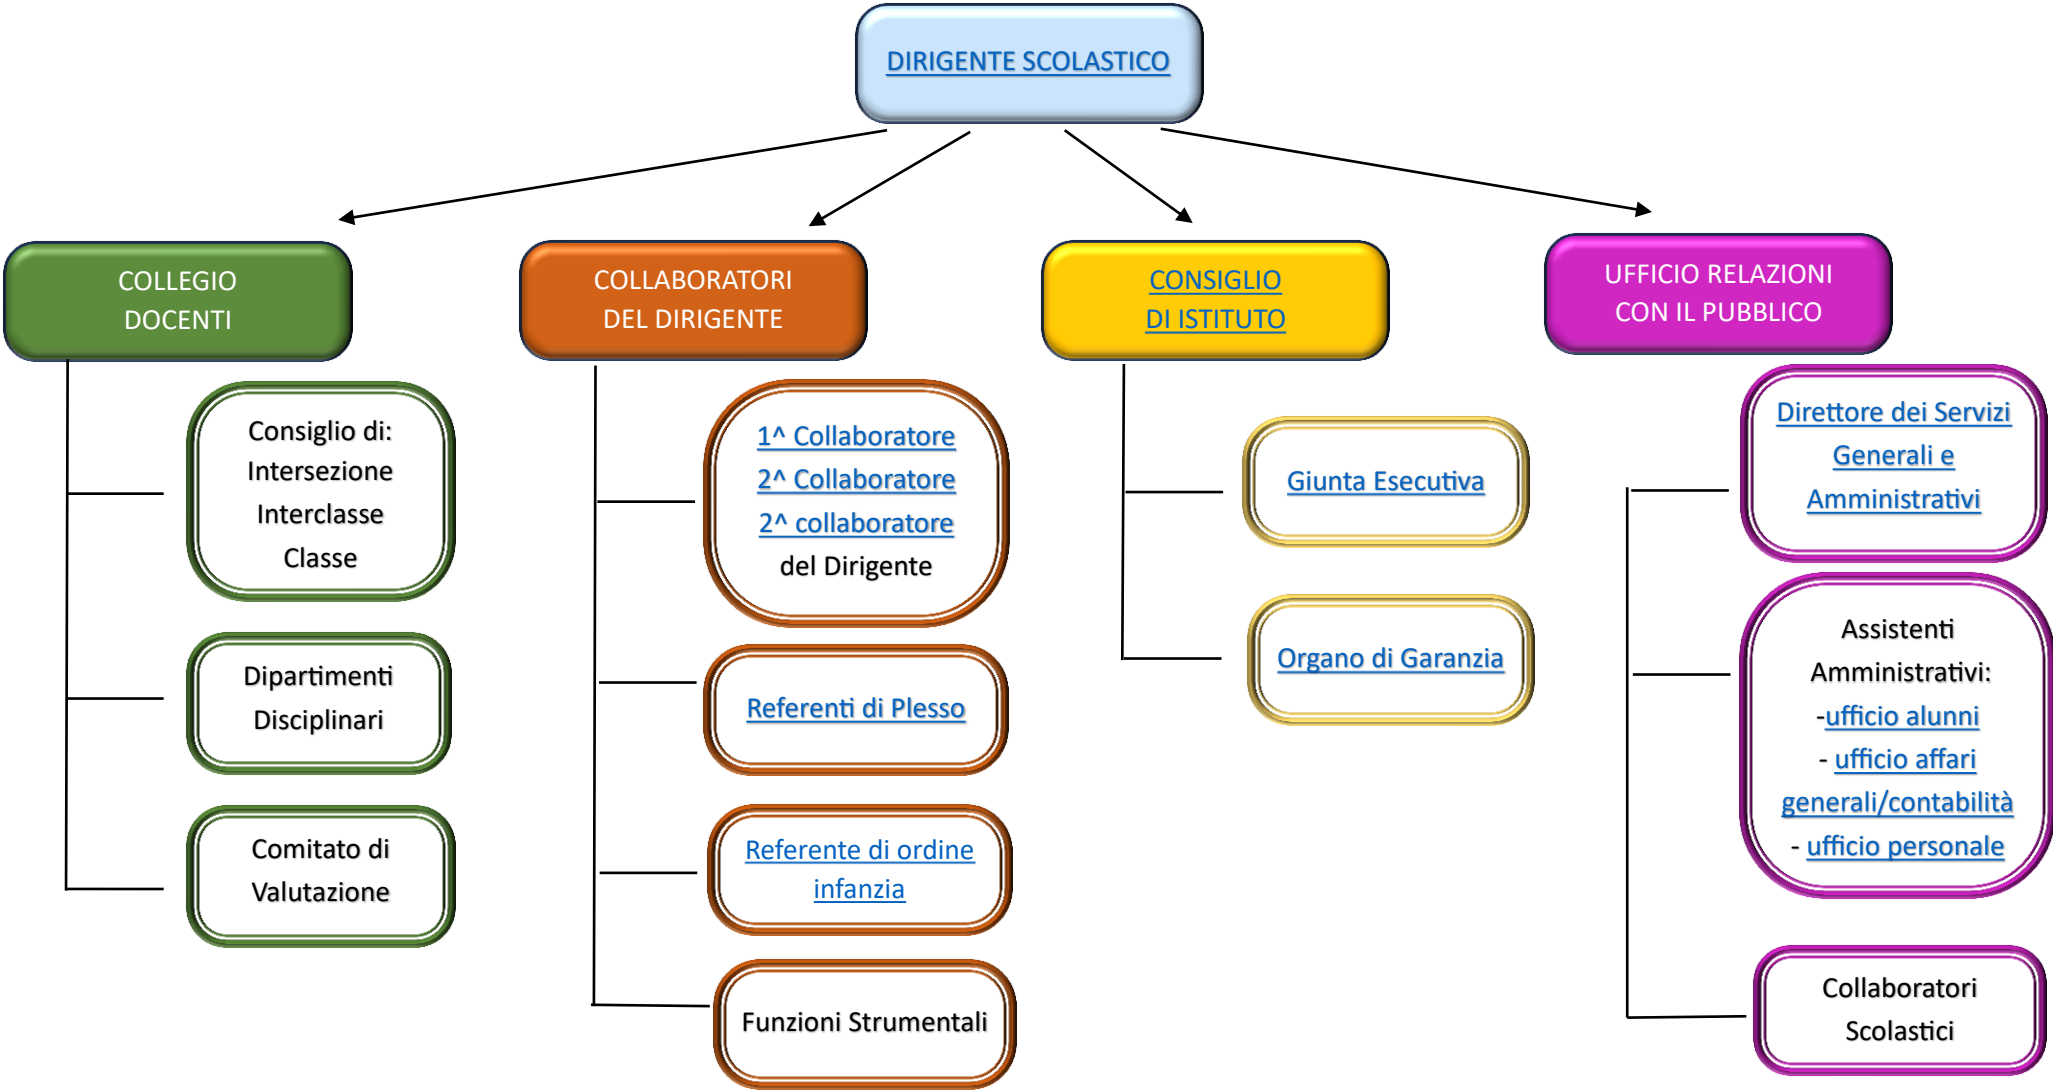 DIRIGENTE SCOLASTICO
COLLEGIO
DOCENTI
Consiglio di:
Intersezione
Interclasse
Classe
Dipartimenti
Disciplinari
Comitato di
Valutazione
COLLABORATORI
DEL DIRIGENTE
1^ Collaboratore
2^ Collaboratore
2^ collaboratore
del Dirigente
Referenti di Plesso
Referente di ordine
infanzia
Funzioni Strumentali
CONSIGLIO
DI ISTITUTO
Giunta Esecutiva
Organo di Garanzia
UFFICIO RELAZIONI
CON IL PUBBLICO
Direttore dei Servizi
Generali e
Amministrativi
Assistenti
Amministrativi:
-ufficio alunni
- ufficio affari
generali/contabilità
- ufficio personale
Collaboratori
Scolastici